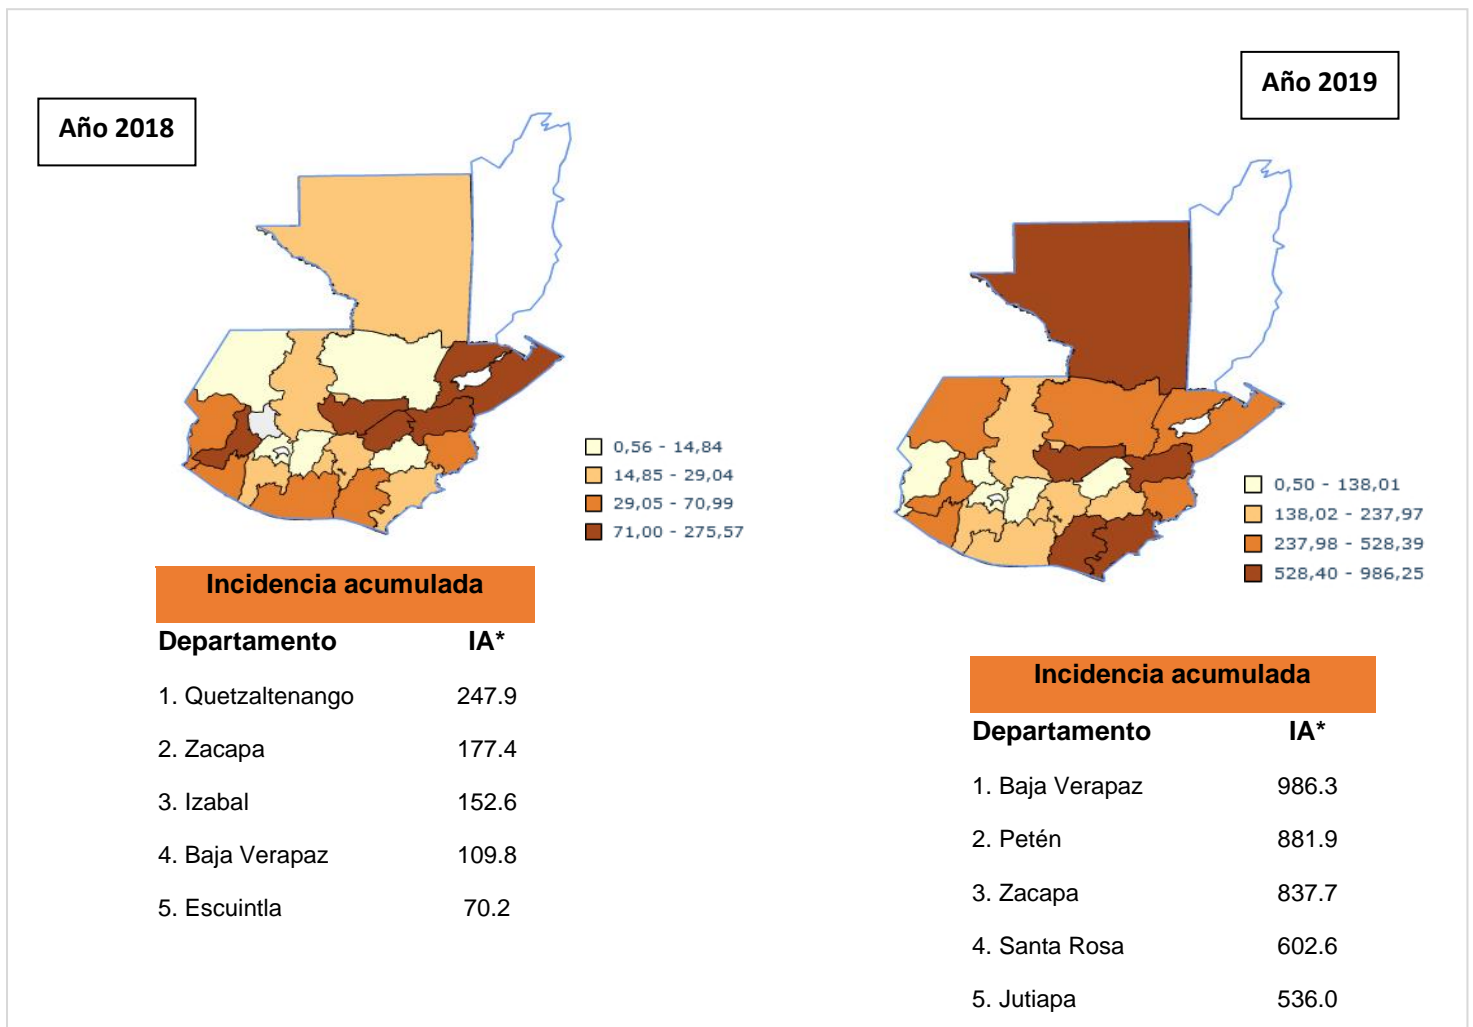 Año 2018
0,56 - 14,84
14,85 - 29,04
29,05 - 70,99
71,00 - 275,57
Incidencia acumulada
Departamento IA*
1. Quetzaltenango 247.9
2. Zacapa 177.4
3. Izabal 152.6
4. Baja Verapaz 109.8
5. Escuintla 70.2
Año 2019
0,50 - 138,01
138,02 - 237,97
237,98 - 528,39
528,40 - 986,25
Incidencia acumulada
Departamento IA*
1. Baja Verapaz 986.3
2. Petén 881.9
3. Zacapa 837.7
4. Santa Rosa 602.6
5. Jutiapa 536.0